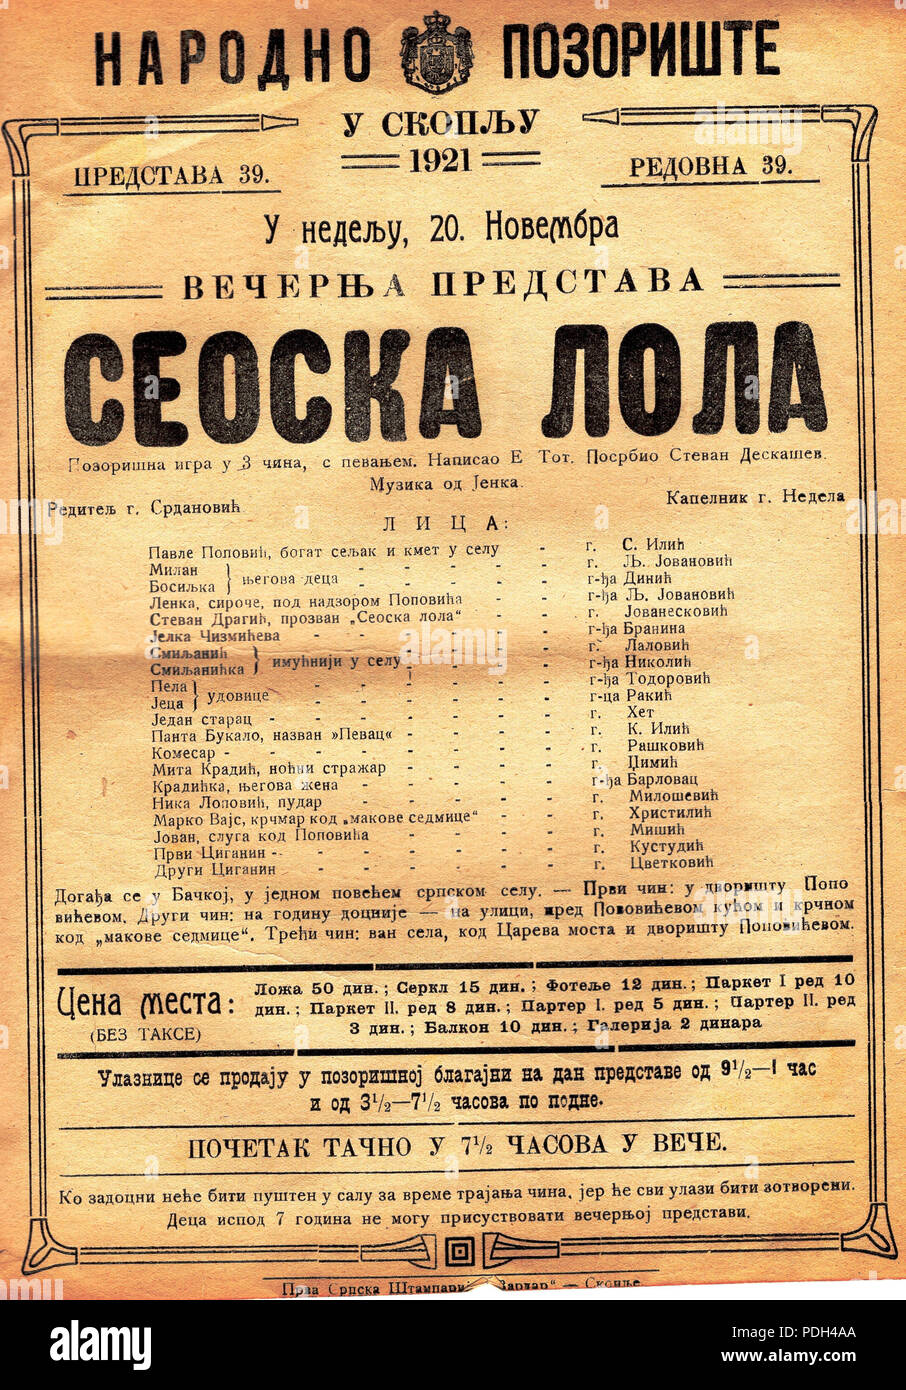 НАРОДНО ПОЗОРИШТЕ
У СКОПЉУ
1921
ПРЕДСТАВА 39.
РЕДОВНА 39.
У недељу, 20. Новембра
ВЕЧЕРЊА ПРЕДСТАВА
СЕОСКА ЛОЛА
Позоришна игра у 3 чина, с певањем. Написао Е Тот. Посрбио Стеван Дескашев.
Музика од Јенка.
Редитељ г. Срдановић
Капелник г. Недела
ЛИЦА:
Павле Поповић, богат сељак и кмет у селу - г. С. Илић
Милан } његова деца - - - - - г. Љ. Јовановић
Босиљка } - - - - - г-ђа Динић
Ленка, сироче, под надзором Поповића - - г-ђа Љ. Јовановић
Стеван Драгић, прозван „Сеоска лола“ - - г. Јованесковић
Јелка Чизмићева - - - - - - г-ђа Бранина
Смиљанић } имућнији у селу - - - - г. Лаловић
Смиљанићка } - - - - г-ђа Николић
Пела } удовице - - - - - - г-ђа Тодоровић
Јеца } - - - - - - г-ца Ракић
Један старац - - - - - - - г. Хет
Панта Букало, назван »Певац« - - - - г. К. Илић
Комесар - - - - - - - - г. Рашковић
Мита Крадић, ноћни стражар - - - - г. Џимић
Крадићка, његова жена - - - - - г-ђа Барловац
Ника Лоповић, пудар - - - - - г. Милошевић
Марко Вајс, крчмар код „макове седмице“ - - г. Христилић
Јован, слуга код Поповића - - - - г. Мишић
Први Циганин - - - - - - - г. Кустудић
Други Циганин - - - - - - г. Цветковић
Догађа се у Бачкој, у једном повећем српском селу. — Први чин: у дворишту Попо
вићевом. Други чин: на годину доцније — на улици, пред Поповићевом кућом и крчмом
код „макове седмице“. Трећи чин: ван села, код Царева моста и дворишту Поповићевом.
Цена места:
(БЕЗ ТАКСЕ)
Ложа 50 дин.; Серкл 15 дин.; Фотеље 12 дин.; Паркет I ред 10
дин.; Паркет II. ред 8 дин.; Партер I. ред 5 дин.; Партер II. ред
3 дин.; Балкон 10 дин.; Галерија 2 динара
Улазнице се продају у позоришној благајни на дан представе од 9½—1 час
и од 3½—7½ часова по подне.
ПОЧЕТАК ТАЧНО У 7½ ЧАСОВА У ВЕЧЕ.
Ко задоцни неће бити пуштен у салу за време трајања чина, јер ће сви улази бити зотворени.
Деца испод 7 година не могу присуствовати вечерњој представи.
Прва Српска Штампариј „Вардар“ — Скопље
alamy
Image ID: PDH4AA
www.alamy.com